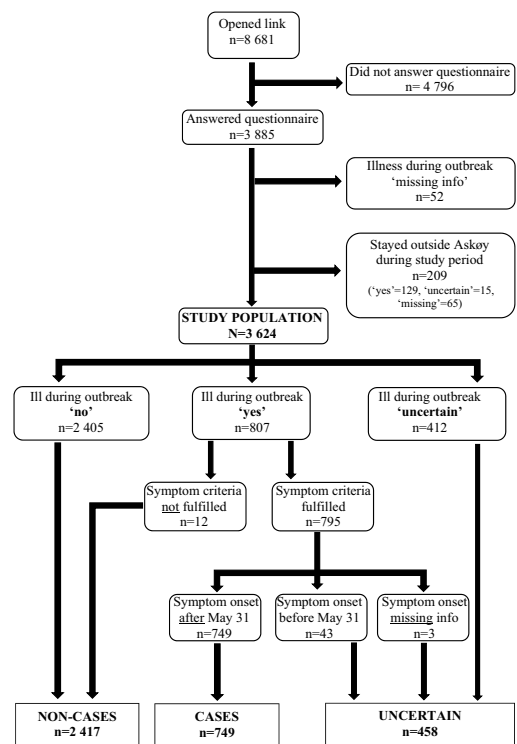 Opened link
n=8 681
Did not answer questionnaire
n= 4 796
Answered questionnaire
n=3 885
Illness during outbreak
‘missing info’
n=52
Stayed outside Askøy
during study period
n=209
(‘yes’=129, ‘uncertain’=15,
‘missing’=65)
STUDY POPULATION
N=3 624
Ill during outbreak
‘no’
n=2 405
Ill during outbreak
‘yes’
n=807
Ill during outbreak
‘uncertain’
n=412
Symptom criteria
not fulfilled
n=12
Symptom criteria
fulfilled
n=795
Symptom onset
after May 31
n=749
Symptom onset
before May 31
n=43
Symptom onset
missing info
n=3
NON-CASES
n=2 417
CASES
n=749
UNCERTAIN
n=458